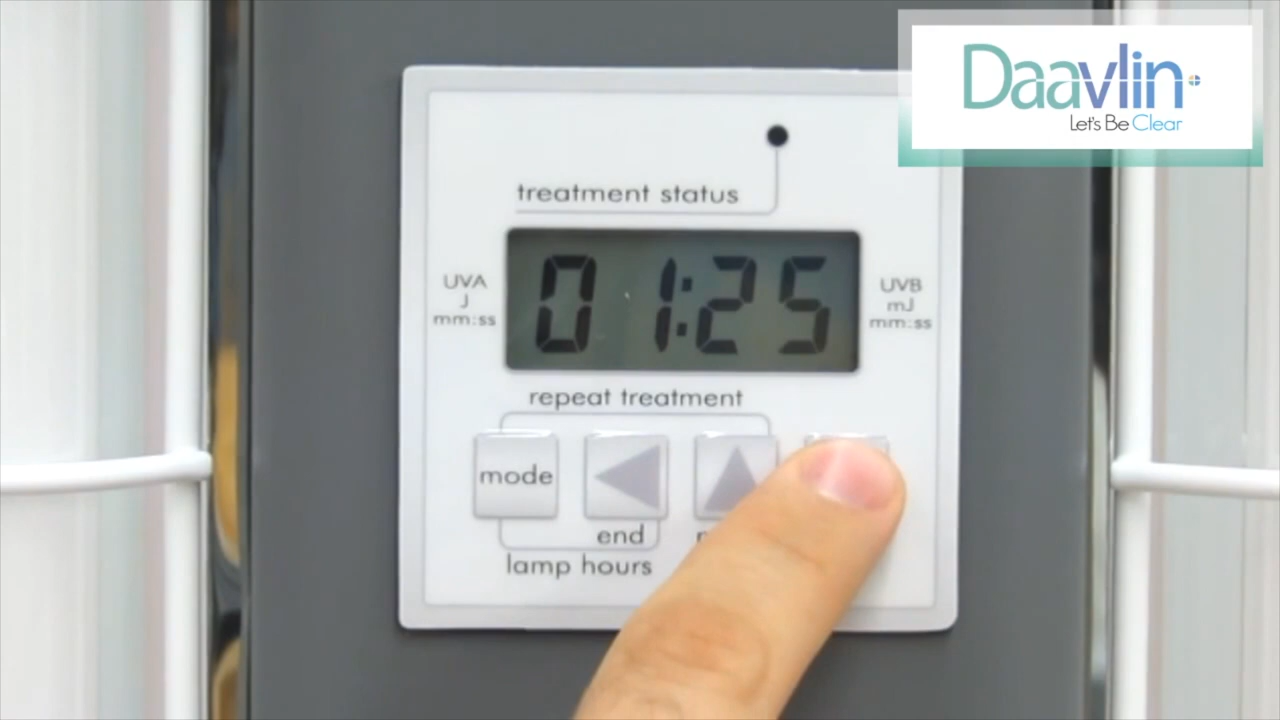 Daavlin
Let's Be Clear
treatment status
UVA
J
mm:ss
01:25
UVB
mJ
mm:ss
repeat treatment
mode
end
lamp hours